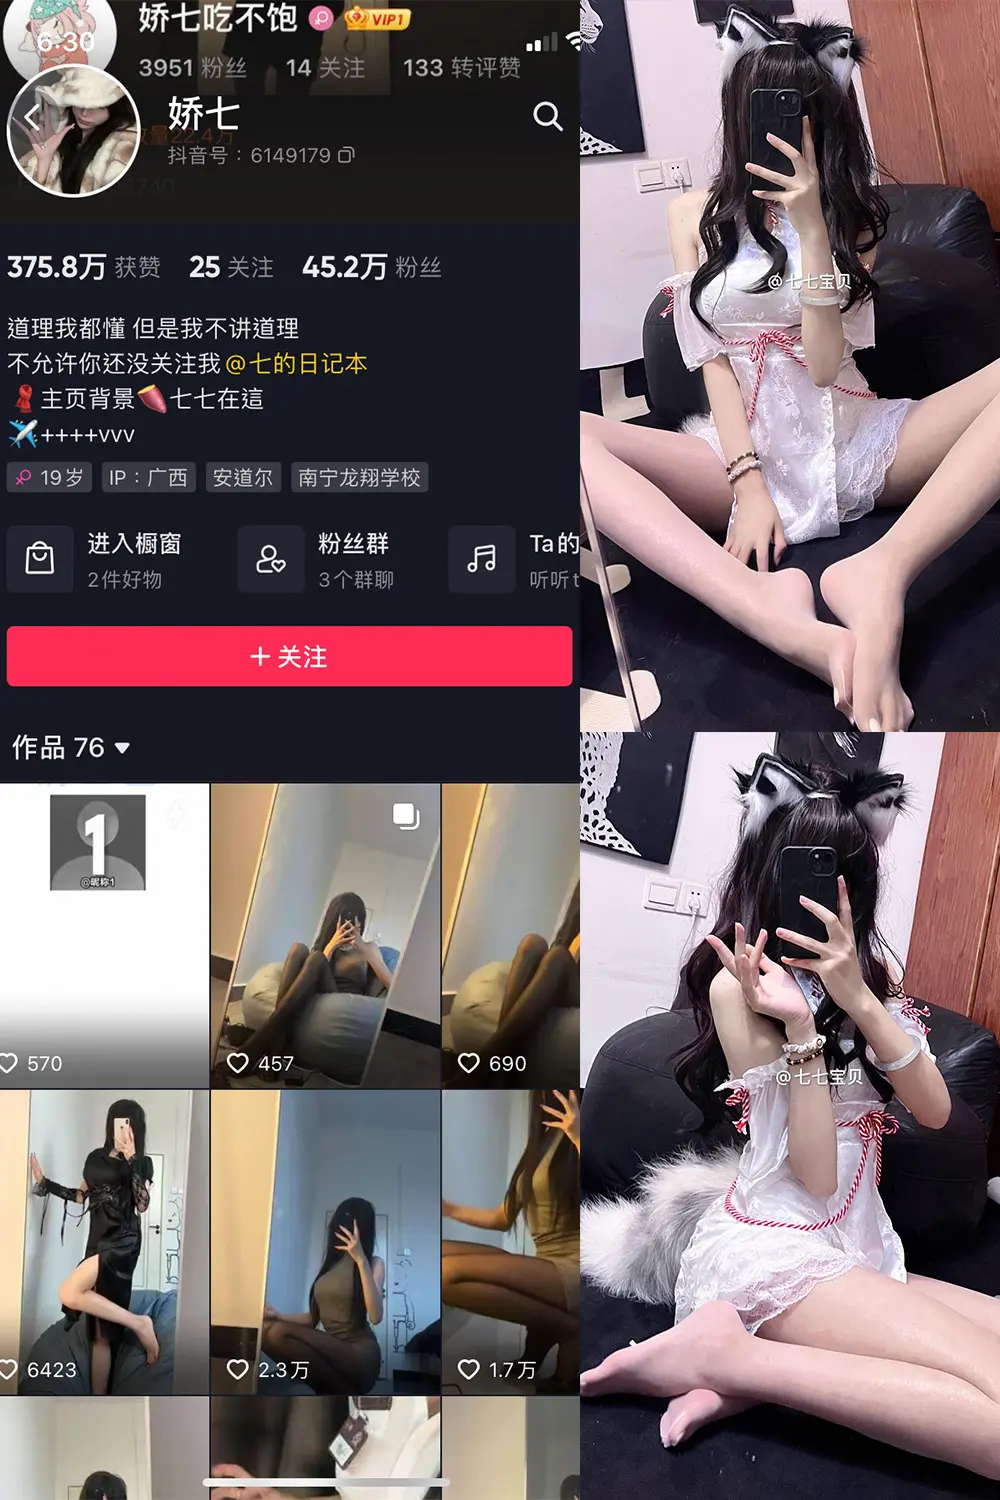 娇七吃不饱
VIP1
6:30
3951 粉丝 14 关注 133 转评赞
娇七
抖音号：6149179
375.8万 获赞 25 关注 45.2万 粉丝
道理我都懂 但是我不讲道理
不允许你还没关注我 @七的日记本
主页背景 七七在這
++++vvv
19岁 IP：广西 安道尔 南宁龙翔学校
进入橱窗 粉丝群 Ta的
2件好物 3个群聊 听听t
+ 关注
作品 76
1
@昵称1
570 457 690
6423 2.3万 1.7万
@七七宝贝
@七七宝贝